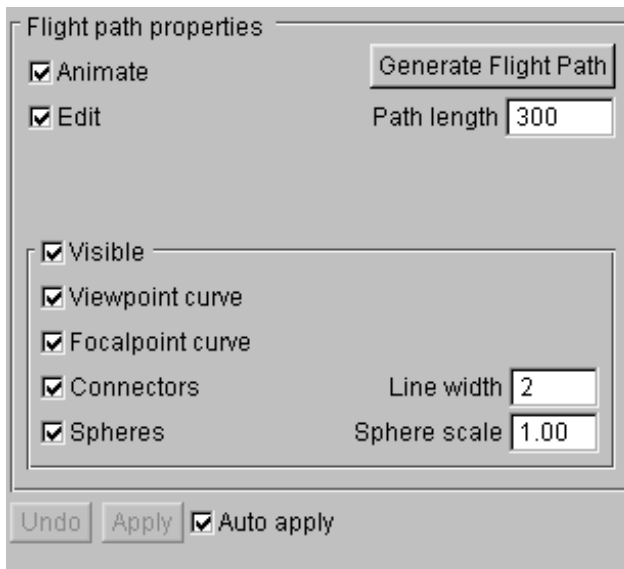 Flight path properties
Animate
Generate Flight Path
Edit
Path length 300
Visible
Viewpoint curve
Focalpoint curve
Connectors
Line width 2
Spheres
Sphere scale 1.00
Undo Apply Auto apply